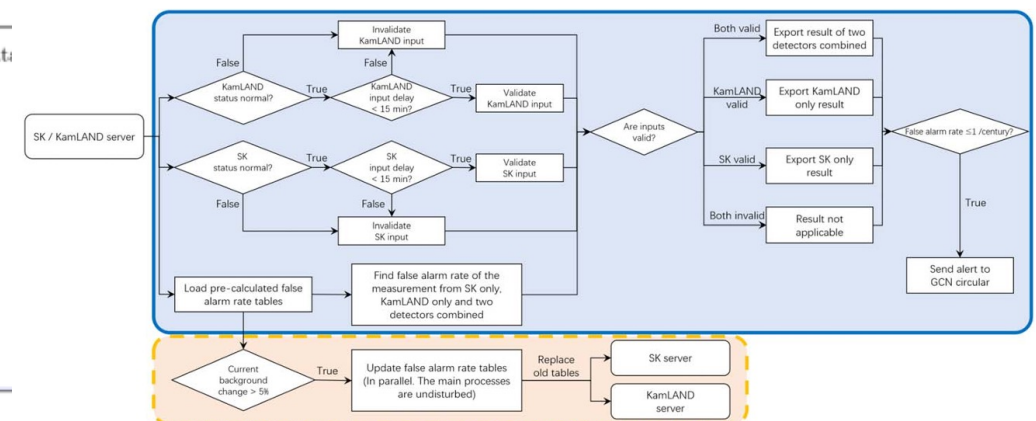 Invalidate
KamLAND input
False
False
KamLAND
status normal?
True
KamLAND
input delay
< 15 min?
True
Validate
KamLAND input
SK / KamLAND server
SK
status normal?
True
SK
input delay
< 15 min?
True
Validate
SK input
False
False
Invalidate
SK input
Load pre-calculated false
alarm rate tables
Find false alarm rate of the
measurement from SK only,
KamLAND only and two
detectors combined
Are inputs
valid?
Both valid
Export result of two
detectors combined
KamLAND
valid
Export KamLAND
only result
SK valid
Export SK only
result
Both invalid
Result not
applicable
False alarm rate ≤1 /century?
True
Send alert to
GCN circular
Current
background
change > 5%
True
Update false alarm rate tables
(In parallel. The main processes
are undisturbed)
Replace
old tables
SK server
KamLAND
server